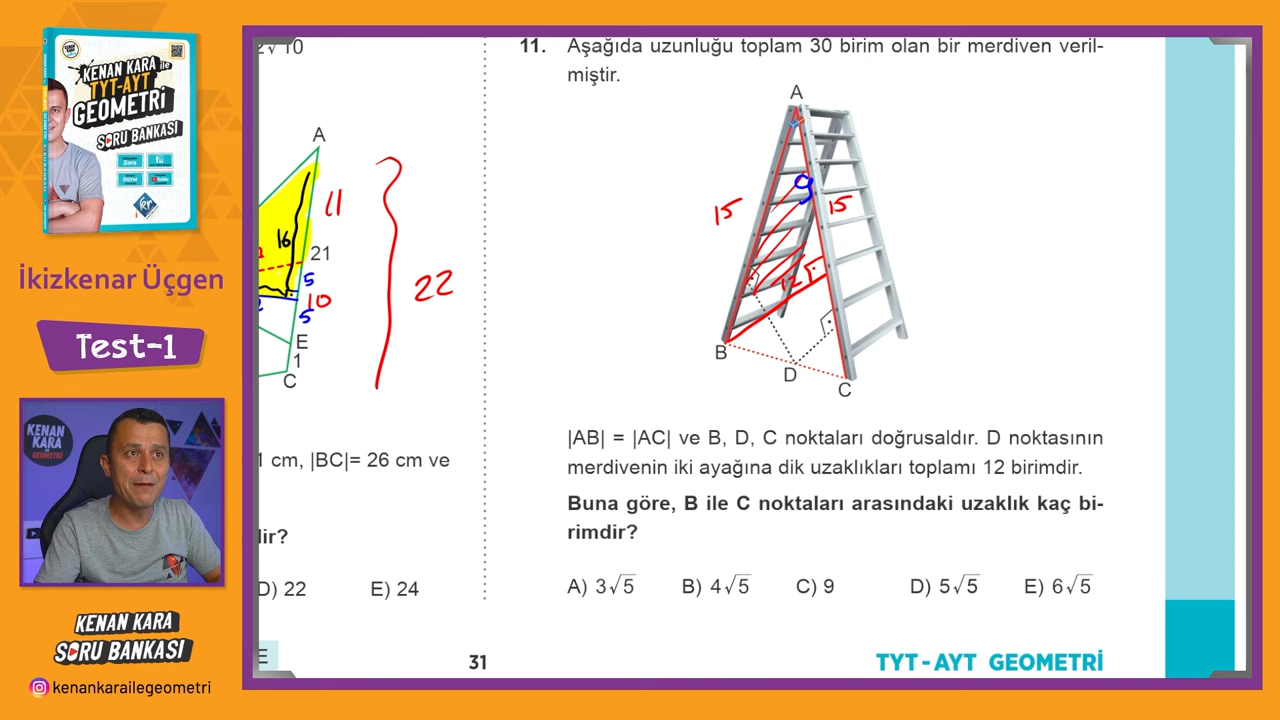 KENAN KARA ile
TYT-AYT
GEOMETRİ
SORU BANKASI
İkizkenar Üçgen
Test-1
KENAN
KARA
GEOMETRİ
KENAN KARA
SORU BANKASI
kenankarailegeometri
2√10
A
11
16
21
5
10
5
E
1
C
22
1 cm, |BC|= 26 cm ve
lir?
D) 22 E) 24
E
31
11. Aşağıda uzunluğu toplam 30 birim olan bir merdiven veril-
miştir.
A
9
15 15
12
B
D
C
|AB| = |AC| ve B, D, C noktaları doğrusaldır. D noktasının
merdivenin iki ayağına dik uzaklıkları toplamı 12 birimdir.
Buna göre, B ile C noktaları arasındaki uzaklık kaç bi-
rimdir?
A) 3√5 B) 4√5 C) 9 D) 5√5 E) 6√5
TYT - AYT GEOMETRİ